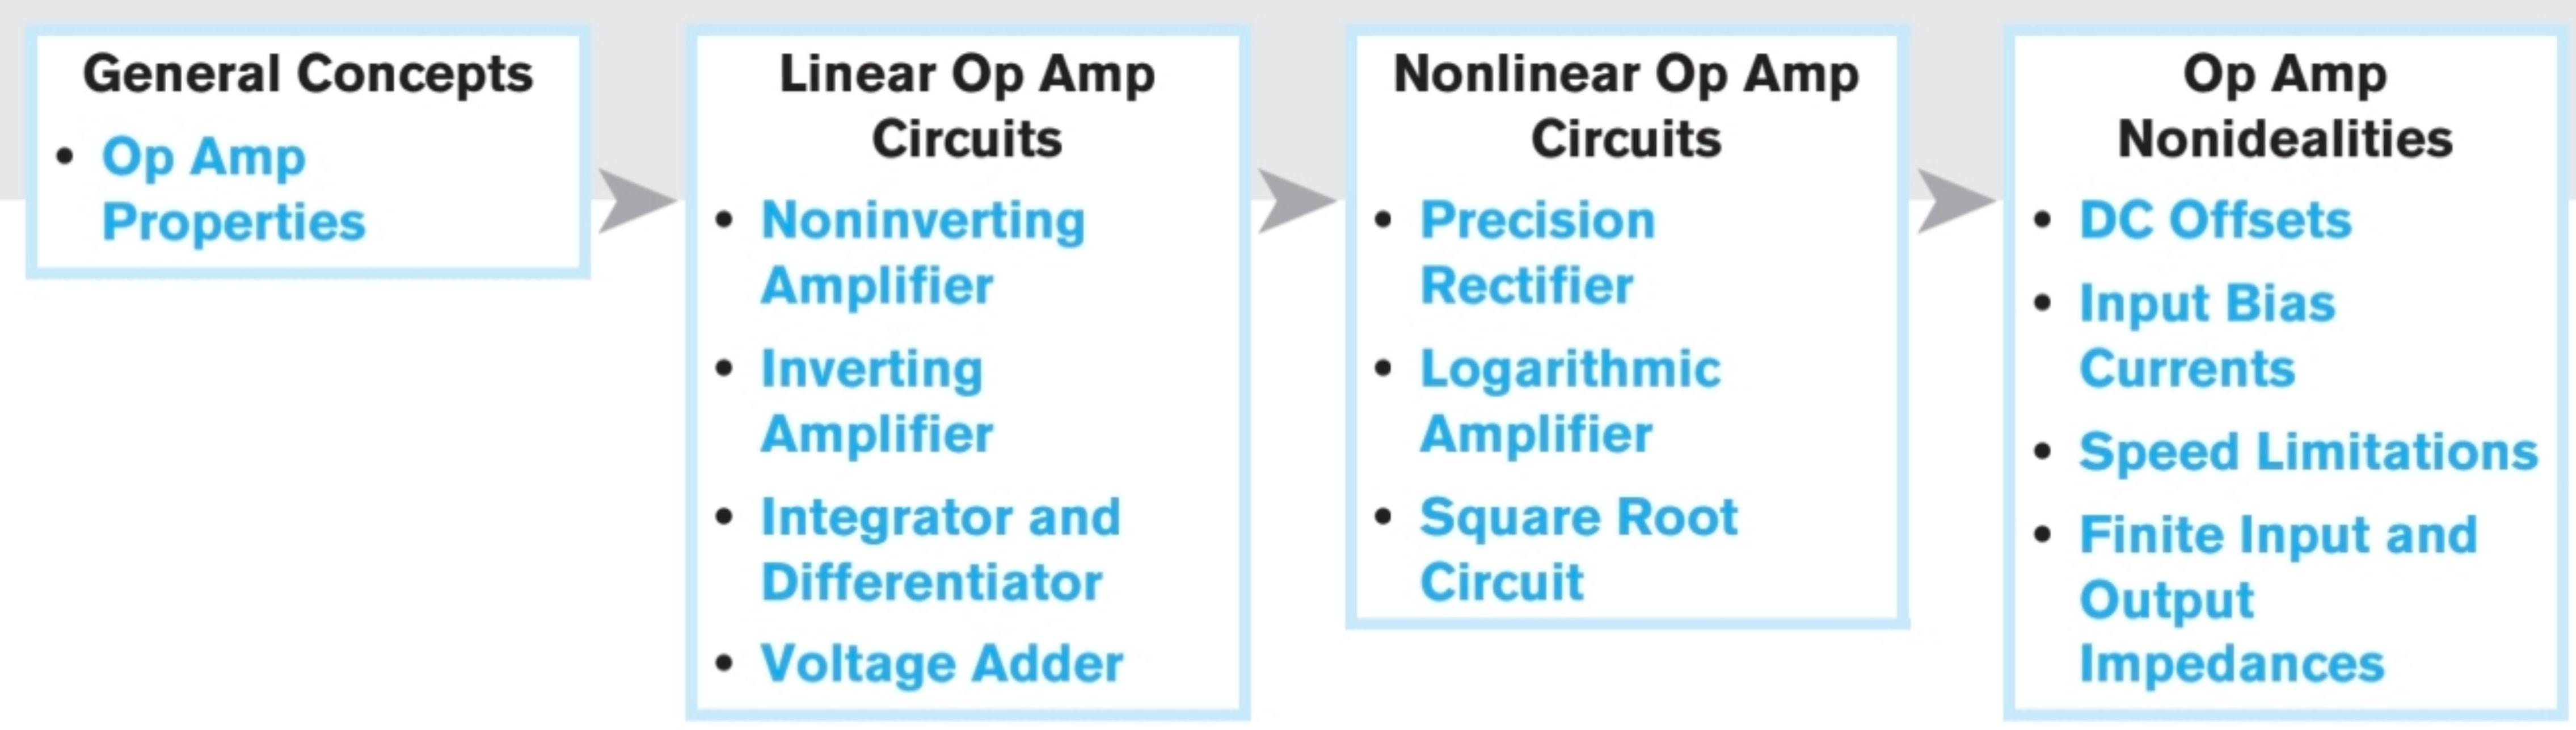 General Concepts
• Op Amp
Properties
Linear Op Amp
Circuits
• Noninverting
Amplifier
• Inverting
Amplifier
• Integrator and
Differentiator
• Voltage Adder
Nonlinear Op Amp
Circuits
• Precision
Rectifier
• Logarithmic
Amplifier
• Square Root
Circuit
Op Amp
Nonidealities
• DC Offsets
• Input Bias
Currents
• Speed Limitations
• Finite Input and
Output
Impedances